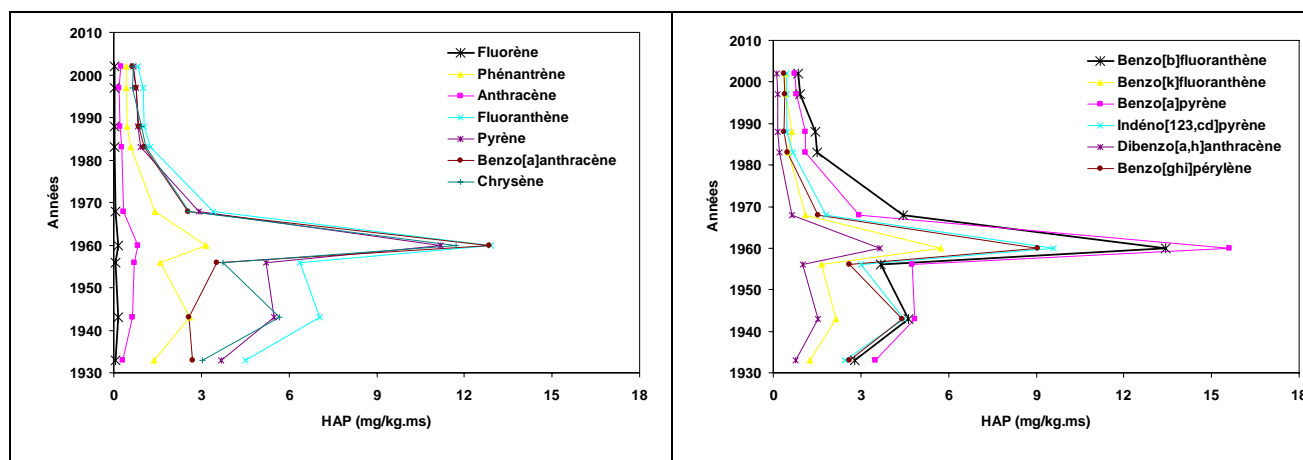 2010
2000
1990
1980
1970
1960
1950
1940
1930
Années
0
3
6
9
12
15
18
HAP (mg/kg.ms)
Fluorène
Phénantrène
Anthracène
Fluoranthène
Pyrène
Benzo[a]anthracène
Chrysène
2010
2000
1990
1980
1970
1960
1950
1940
1930
Années
0
3
6
9
12
15
18
HAP (mg/kg.ms)
Benzo[b]fluoranthène
Benzo[k]fluoranthène
Benzo[a]pyrène
Indéno[123,cd]pyrène
Dibenzo[a,h]anthracène
Benzo[ghi]pérylène